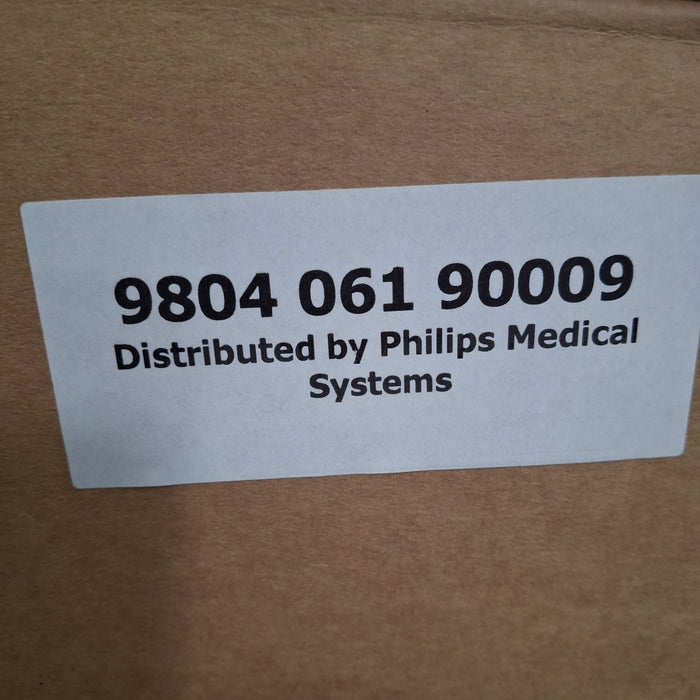 9804 061 90009
Distributed by Philips Medical
Systems